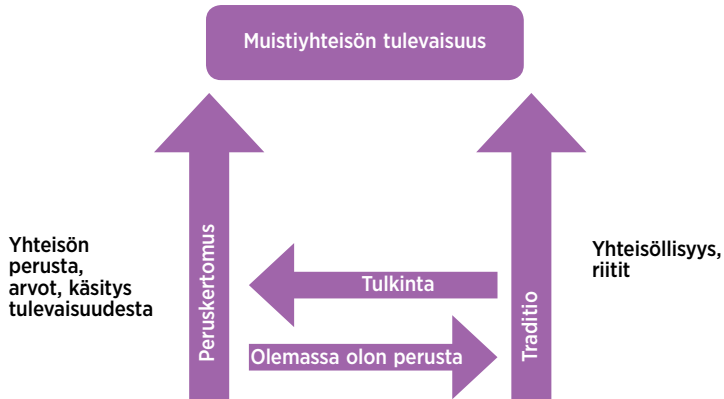 Muistiyhteisön tulevaisuus
Yhteisön
perusta,
arvot, käsitys
tulevaisuudesta
Peruskertomus
Tulkinta
Olemassa olon perusta
Traditio
Yhteisöllisyys,
riitit